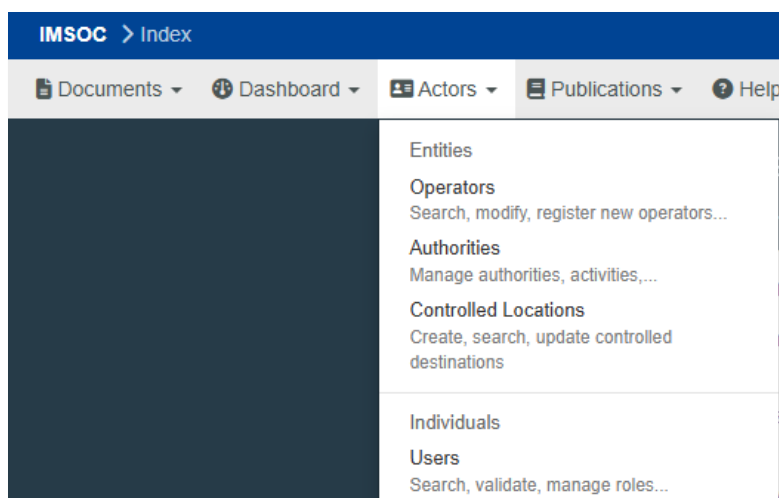 IMSOC > Index
Documents Dashboard Actors Publications Help
Entities
Operators
Search, modify, register new operators...
Authorities
Manage authorities, activities,...
Controlled Locations
Create, search, update controlled
destinations
Individuals
Users
Search, validate, manage roles...